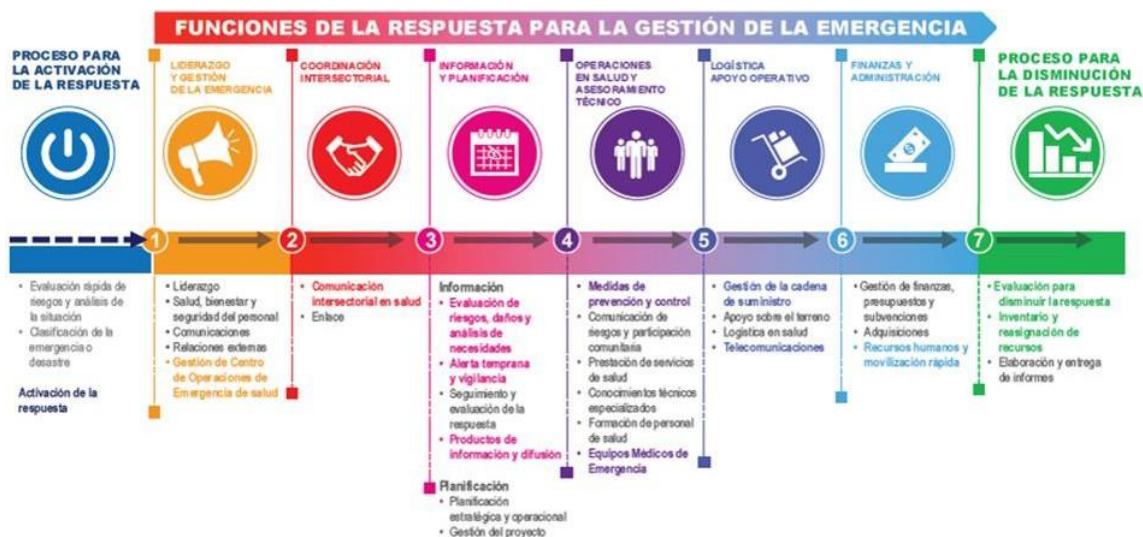 FUNCIONES DE LA RESPUESTA PARA LA GESTIÓN DE LA EMERGENCIA
PROCESO PARA
LA ACTIVACIÓN
DE LA RESPUESTA
LIDERAZGO
Y GESTIÓN
DE LA EMERGENCIA
COORDINACIÓN
INTERSECTORIAL
INFORMACIÓN
Y PLANIFICACIÓN
OPERACIONES
EN SALUD Y
ASESORAMIENTO
TÉCNICO
LOGÍSTICA
APOYO OPERATIVO
FINANZAS Y
ADMINISTRACIÓN
PROCESO PARA
LA DISMINUCIÓN
DE LA RESPUESTA
1
2
3
4
5
6
7
• Evaluación rápida de
riesgos y análisis de
la situación
• Clasificación de la
emergencia o
desastre
Activación de la
respuesta
• Liderazgo
• Salud, bienestar y
seguridad del personal
• Comunicaciones
• Relaciones externas
• Gestión de Centro
de Operaciones de
Emergencia de salud
• Comunicación
intersectorial en salud
• Enlace
Información
• Evaluación de
riesgos, daños y
análisis de
necesidades
• Alerta temprana
y vigilancia
• Seguimiento y
evaluación de la
respuesta
• Productos de
información y difusión
Planificación
• Planificación
estratégica y operacional
• Gestión del proyecto
• Medidas de
prevención y control
• Comunicación de
riesgos y participación
comunitaria
• Prestación de servicios
de salud
• Conocimientos técnicos
especializados
• Formación de personal
de salud
• Equipos Médicos de
Emergencia
• Gestión de la cadena
de suministro
• Apoyo sobre el terreno
• Logística en salud
• Telecomunicaciones
• Gestión de finanzas,
presupuestos y
subvenciones
• Adquisiciones
• Recursos humanos y
movilización rápida
• Evaluación para
disminuir la respuesta
• Inventario y
reasignación de
recursos
• Elaboración y entrega
de informes